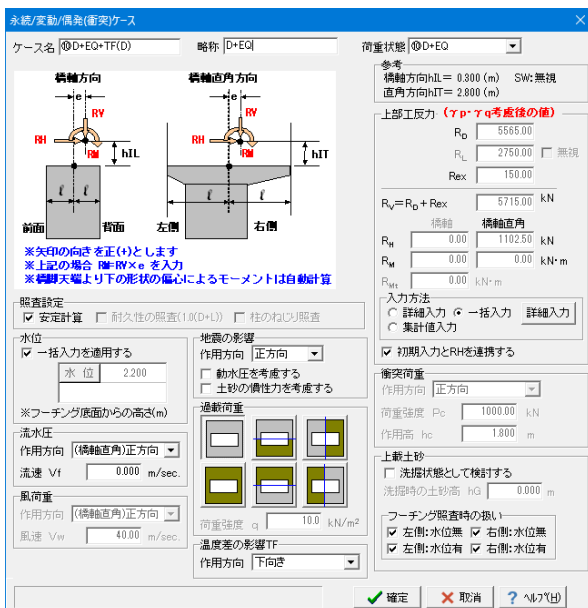 永続/変動/偶発(衝突)ケース
ケース名 ⑩D+EQ+TF(D) 略称 D+EQ 荷重状態 ⑩D+EQ
橋軸方向 橋軸直角方向
e RV RH RM hIL
e RV RH RM hIT
ℓ ℓ ℓ ℓ
前面 背面 左側 右側
※矢印の向きを正(+)とします
※上記の場合 RM=RV×e を入力
※橋脚天端より下の形状の偏心によるモーメントは自動計算
照査設定
安定計算 耐久性の照査(1.0(D+L)) 柱のねじり照査
水位
一括入力を適用する
水 位 2.200
※フーチング底面からの高さ(m)
流水圧
作用方向 (橋軸直角)正方向
流速 Vf 0.000 m/sec.
風荷重
作用方向 (橋軸直角)正方向
風速 Vw 40.00 m/sec.
地震の影響
作用方向 正方向
動水圧を考慮する
土砂の慣性力を考慮する
過載荷重
荷重強度 q 10.0 kN/m²
温度差の影響TF
作用方向 下向き
参考
橋軸方向hIL= 0.300 (m) SW:無視
直角方向hIT= 2.800 (m)
上部工反力 (γp・γq考慮後の値)
RD 5565.00
RL 2750.00 無視
Rex 150.00
RV=RD+Rex 5715.00 kN
橋軸 橋軸直角
RH 0.00 1102.50 kN
RM 0.00 0.00 kN・m
RMt 0.00 kN・m
入力方法
詳細入力 一括入力 詳細入力
集計値入力
初期入力とRHを連携する
衝突荷重
作用方向 正方向
荷重強度 Pc 1000.00 kN
作用高 hc 1.800 m
上載土砂
洗掘状態として検討する
洗掘時の土砂高 hG 0.000 m
フーチング照査時の扱い
左側:水位無 右側:水位無
左側:水位有 右側:水位有
確定 取消 ? ヘルプ(H)